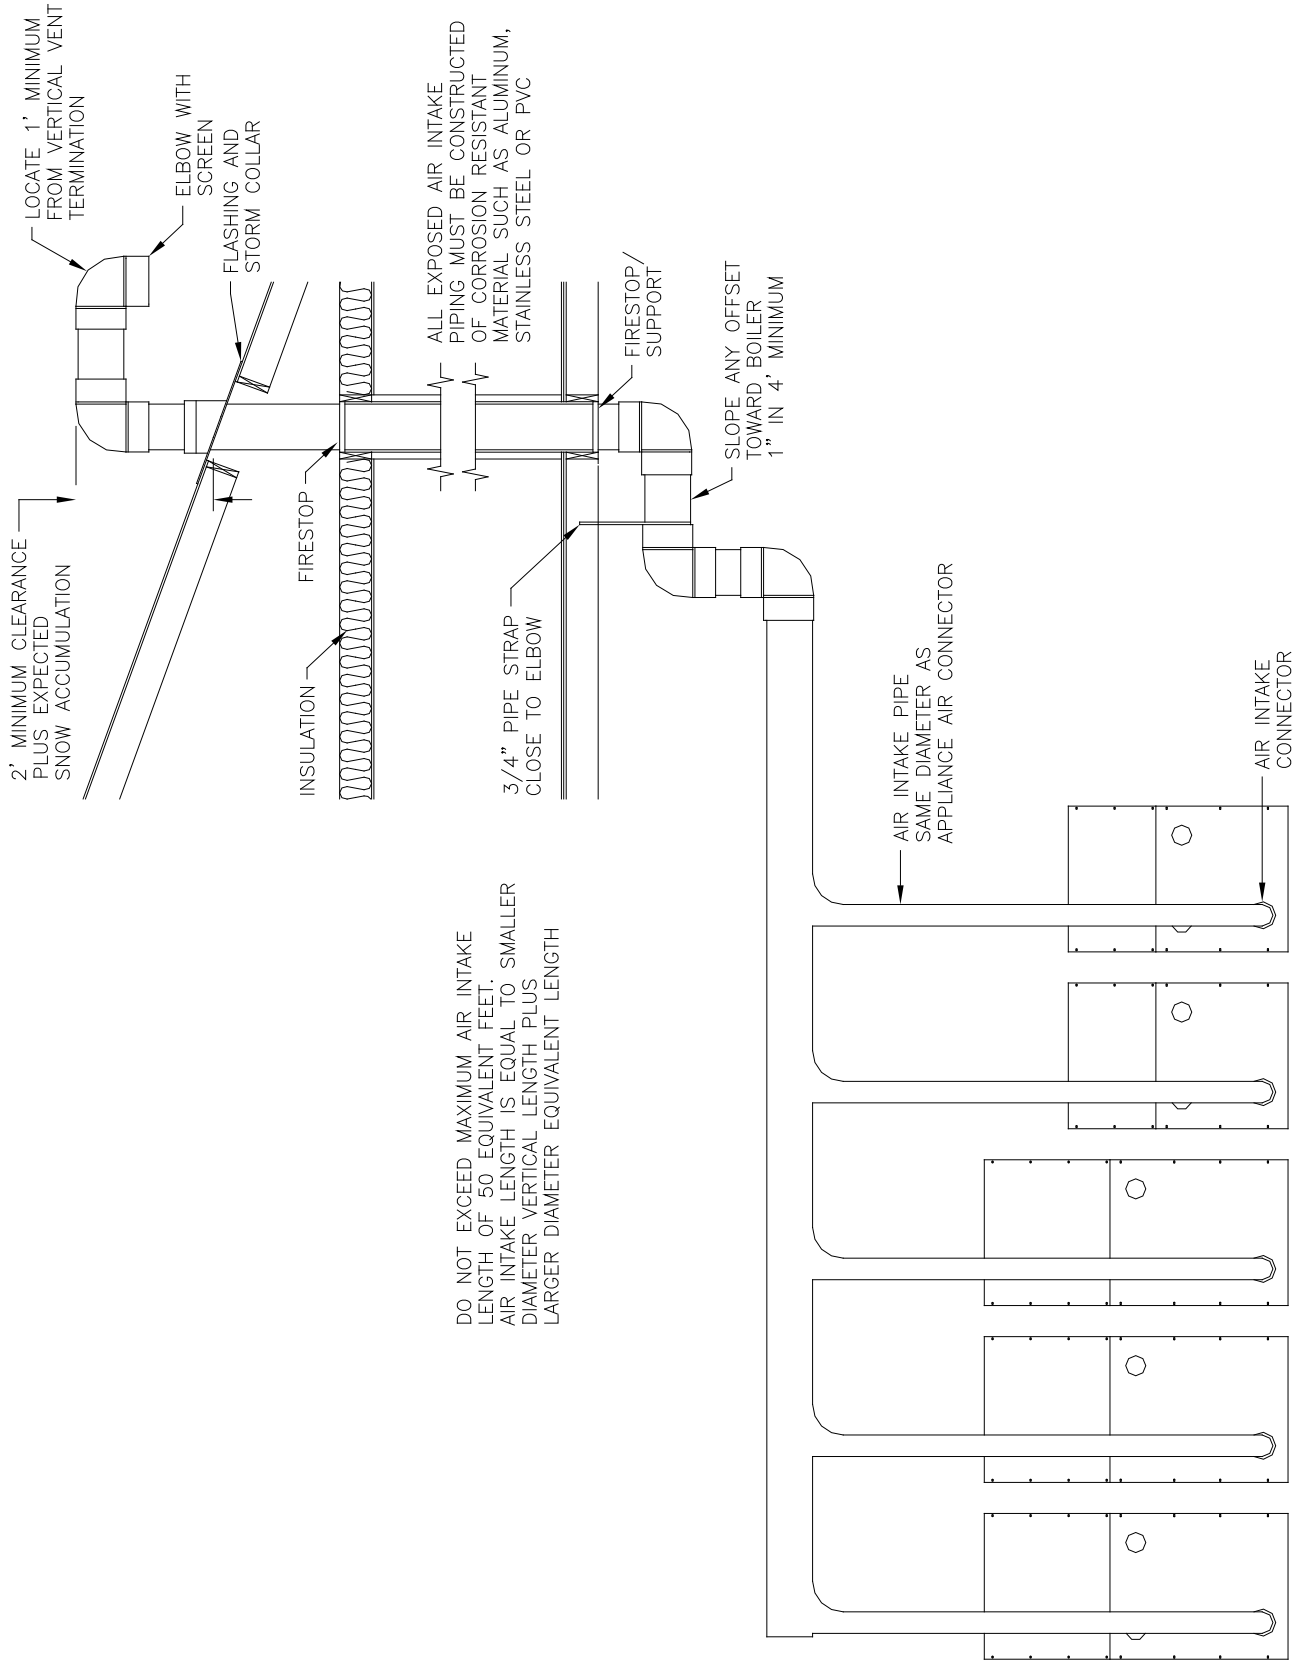 2' MINIMUM CLEARANCE
PLUS EXPECTED
SNOW ACCUMULATION
LOCATE 1' MINIMUM
FROM VERTICAL VENT
TERMINATION
ELBOW WITH
SCREEN
FLASHING AND
STORM COLLAR
FIRESTOP
INSULATION
ALL EXPOSED AIR INTAKE
PIPING MUST BE CONSTRUCTED
OF CORROSION RESISTANT
MATERIAL SUCH AS ALUMINUM,
STAINLESS STEEL OR PVC
3/4" PIPE STRAP
CLOSE TO ELBOW
FIRESTOP/
SUPPORT
SLOPE ANY OFFSET
TOWARD BOILER
1" IN 4' MINIMUM
DO NOT EXCEED MAXIMUM AIR INTAKE
LENGTH OF 50 EQUIVALENT FEET.
AIR INTAKE LENGTH IS EQUAL TO SMALLER
DIAMETER VERTICAL LENGTH PLUS
LARGER DIAMETER EQUIVALENT LENGTH
AIR INTAKE PIPE
SAME DIAMETER AS
APPLIANCE AIR CONNECTOR
AIR INTAKE
CONNECTOR